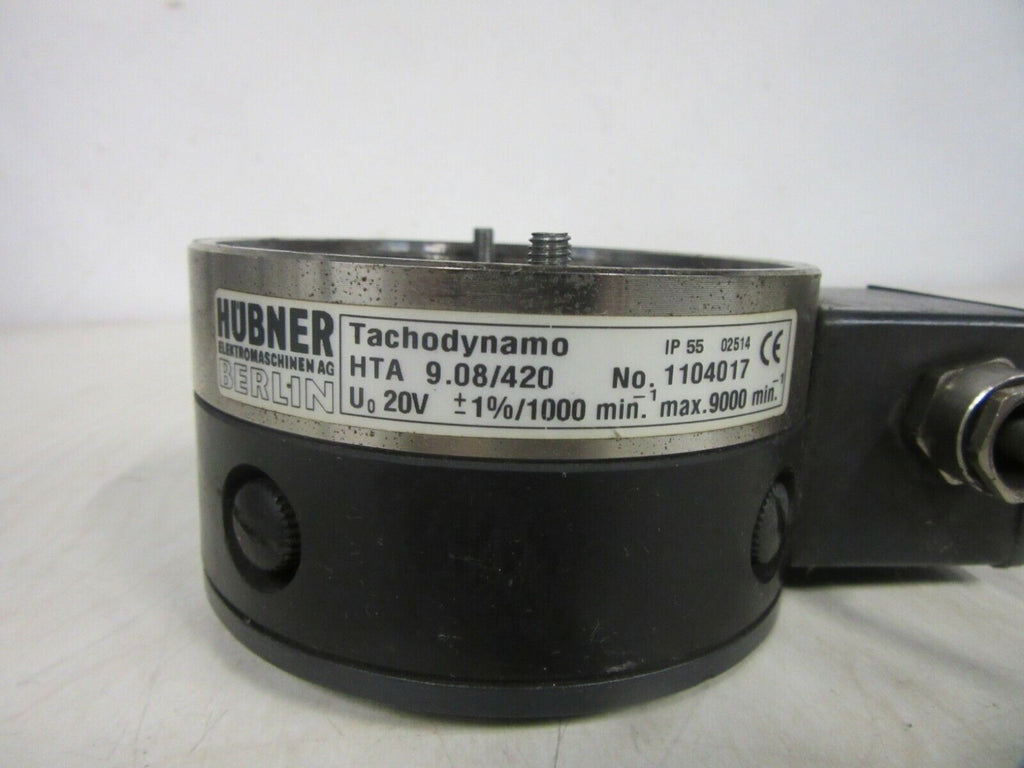 HÜBNER
ELEKTROMASCHINEN AG
BERLIN
Tachodynamo IP 55 02514 CE
HTA 9.08/420 No. 1104017
U₀ 20V ±1%/1000 min.⁻¹ max.9000 min.⁻¹